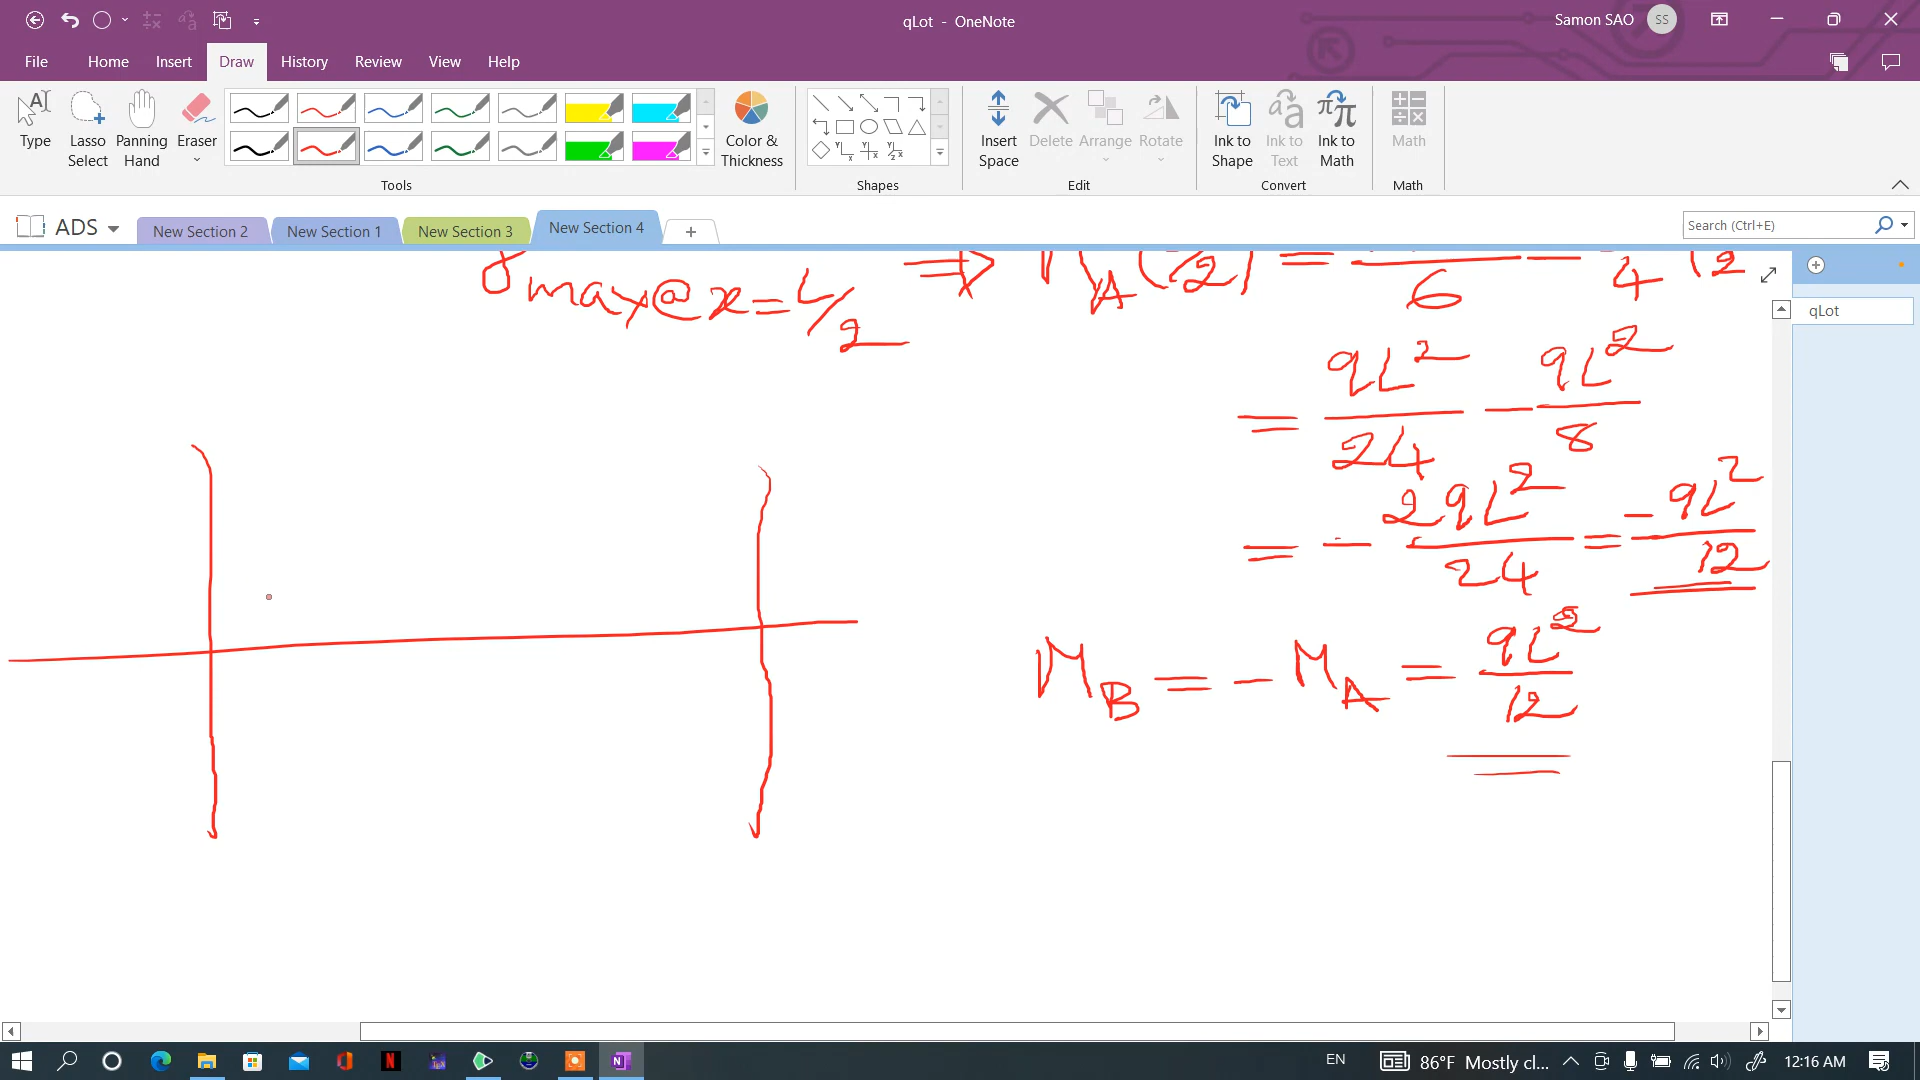 qLot - OneNote
Samon SAO
SS
File Home Insert Draw History Review View Help
Type
Lasso Select
Panning Hand
Eraser
Color & Thickness
Insert Space
Delete
Arrange
Rotate
Ink to Shape
Ink to Text
Ink to Math
Math
Tools
Shapes
Edit
Convert
Math
ADS
New Section 2
New Section 1
New Section 3
New Section 4
+
Search (Ctrl+E)
qLot
max@x=L/2
= qL²/24 - qL²/8
= - 2qL²/24 = -qL²/12
M_B = - M_A = qL²/12
EN
86°F Mostly cl...
12:16 AM